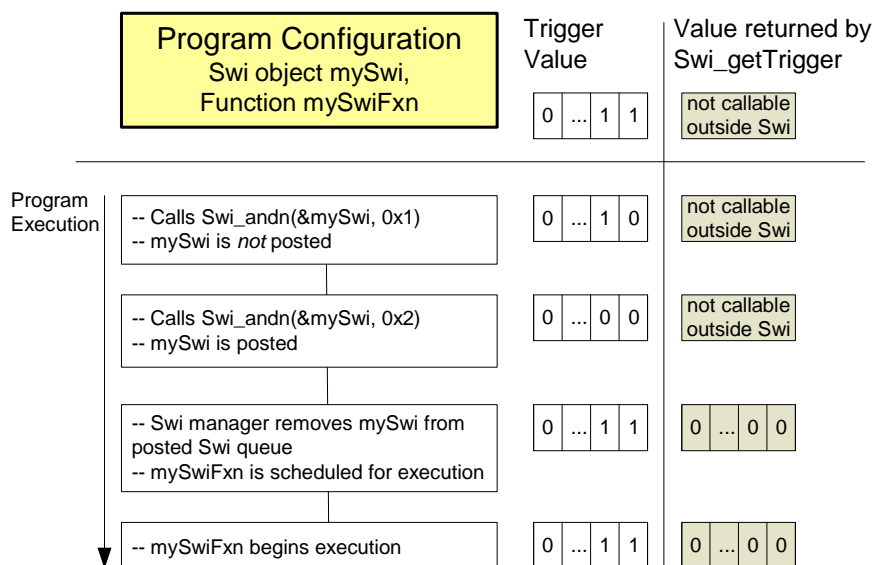 Program Configuration
Swi object mySwi,
Function mySwiFxn
Trigger
Value
Value returned by
Swi_getTrigger
0 ... 1 1
not callable
outside Swi
Program
Execution
-- Calls Swi_andn(&mySwi, 0x1)
-- mySwi is not posted
0 ... 1 0
not callable
outside Swi
-- Calls Swi_andn(&mySwi, 0x2)
-- mySwi is posted
0 ... 0 0
not callable
outside Swi
-- Swi manager removes mySwi from
posted Swi queue
-- mySwiFxn is scheduled for execution
0 ... 1 1
0 ... 0 0
-- mySwiFxn begins execution
0 ... 1 1
0 ... 0 0